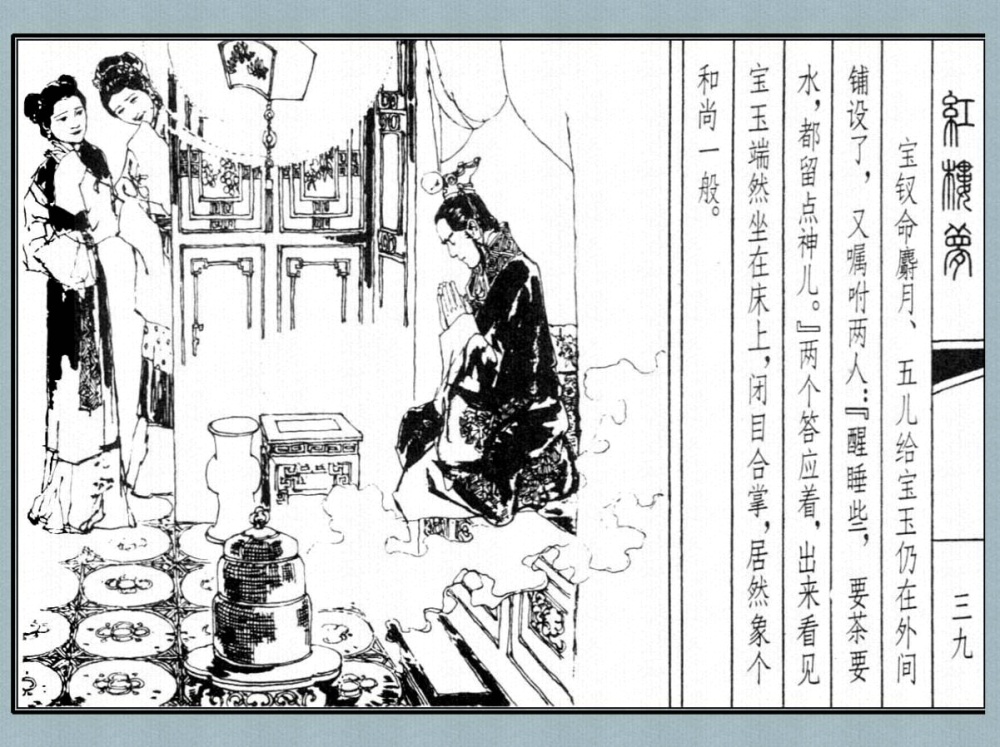 紅樓夢
三九
宝钗命麝月、五儿给宝玉仍在外间
铺设了，又嘱咐两人：『醒睡些，要茶要
水，都留点神儿。』两个答应着，出来看见
宝玉端然坐在床上，闭目合掌，居然象个
和尚一般。